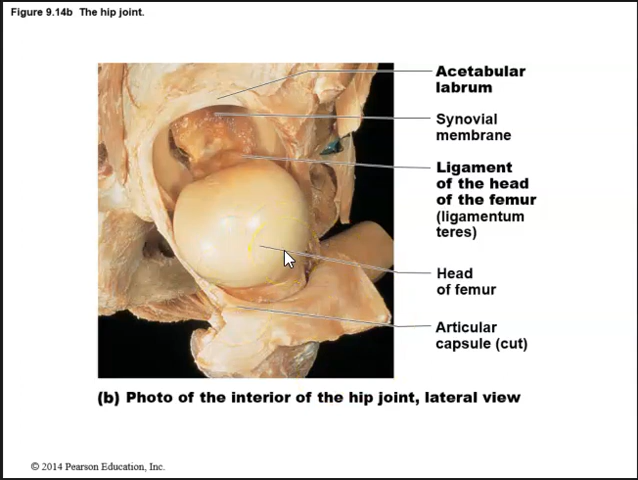 Figure 9.14b  The hip joint.
Acetabular
labrum
Synovial
membrane
Ligament
of the head
of the femur
(ligamentum
teres)
Head
of femur
Articular
capsule (cut)
(b) Photo of the interior of the hip joint, lateral view
© 2014 Pearson Education, Inc.